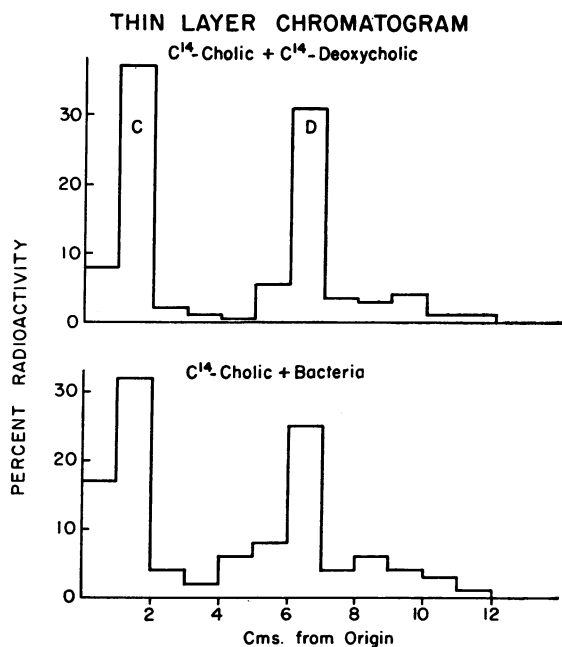 THIN LAYER CHROMATOGRAM
C¹⁴-Cholic + C¹⁴-Deoxycholic
30
20
10
0
C
D
PERCENT RADIOACTIVITY
C¹⁴-Cholic + Bacteria
30
20
10
0
2
4
6
8
10
12
Cms. from Origin